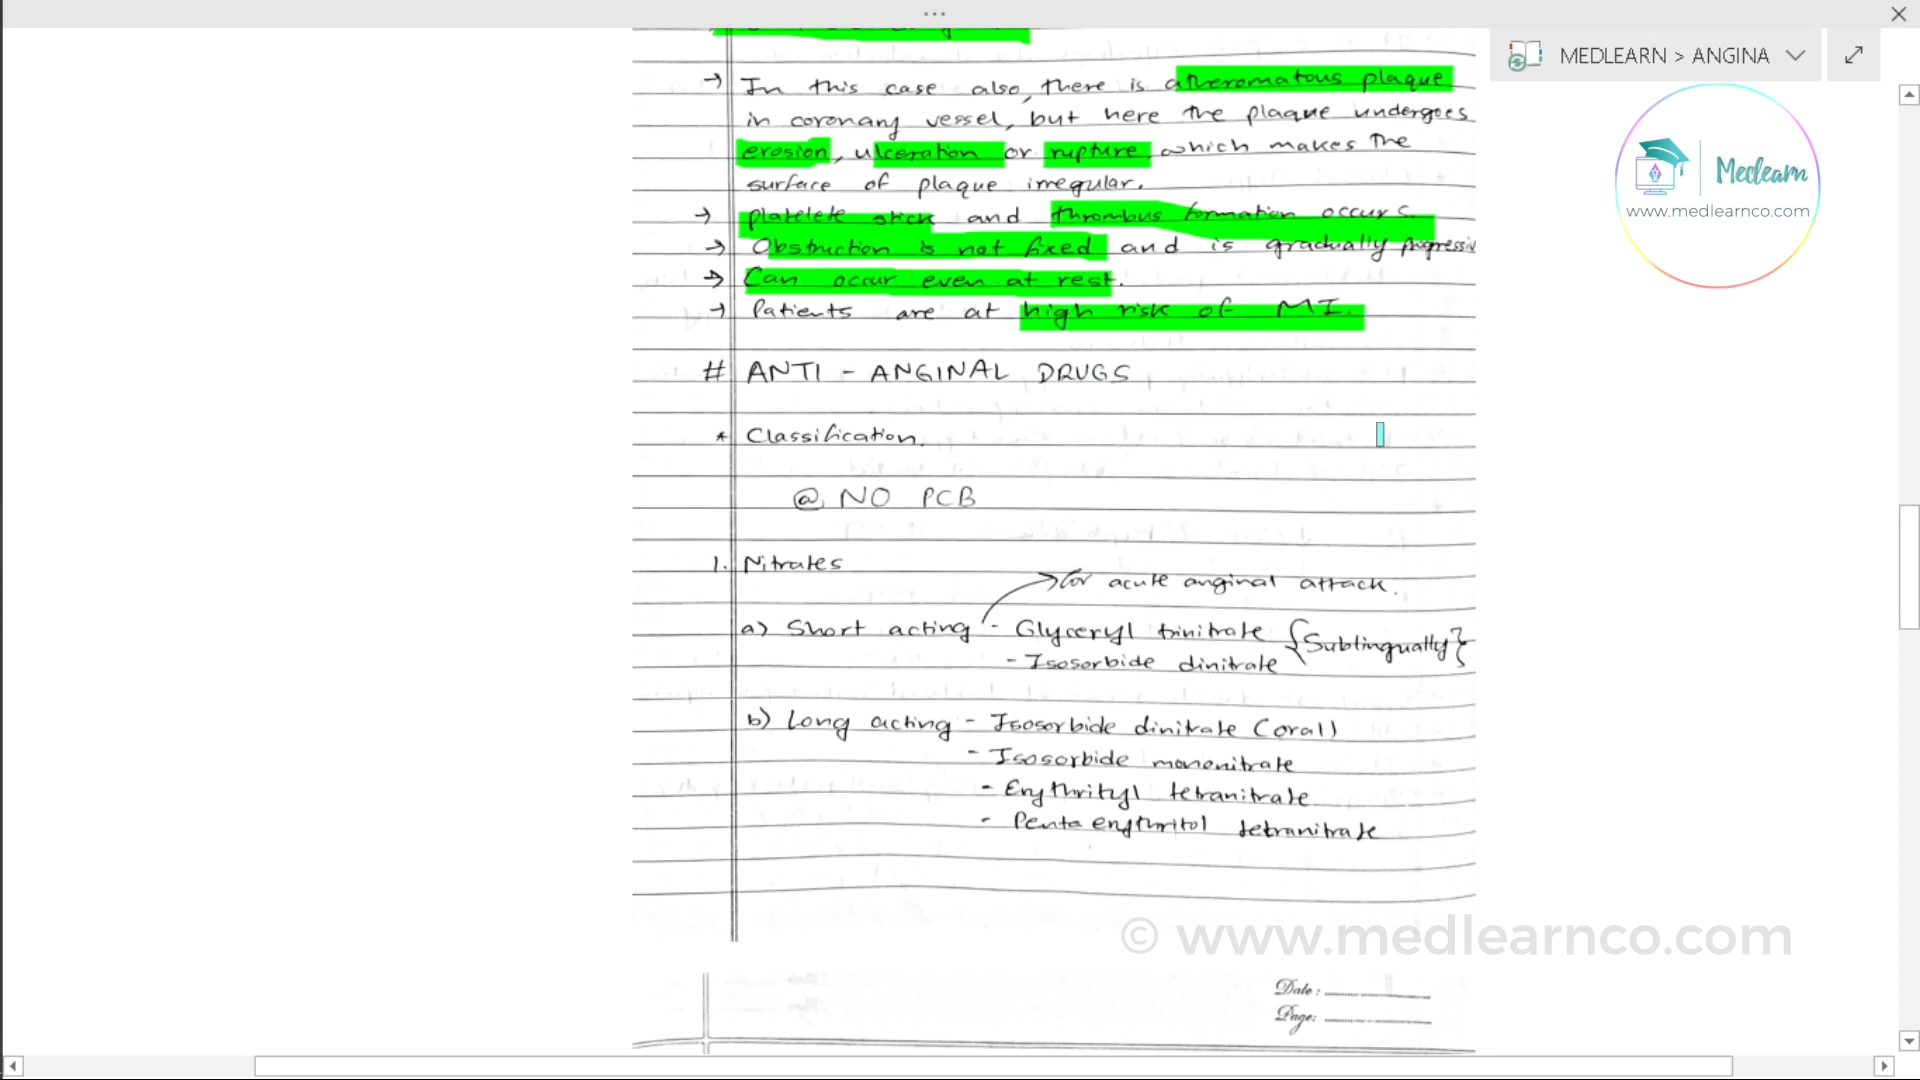 MEDLEARN > ANGINA
Medlearn
www.medlearnco.com
→ In this case also, there is atheromatous plaque
in coronary vessel, but here the plaque undergoes
erosion, ulceration or rupture which makes the
surface of plaque irregular.
→ platelete stick and thrombus formation occurs.
→ Obstruction is not fixed and is gradually progressiv
→ Can occur even at rest.
→ Patients are at high risk of MI.
# ANTI - ANGINAL DRUGS
* Classification.
@ NO PCB
1. Nitrates
→ for acute anginal attack.
a) Short acting - Glyceryl trinitrate {Sublingually}
- Isosorbide dinitrate
b) Long acting - Isosorbide dinitrate (oral)
- Isosorbide mononitrate
- Erythrityl tetranitrate
- Penta erythritol tetranitrate
© www.medlearnco.com
Date:
Page: